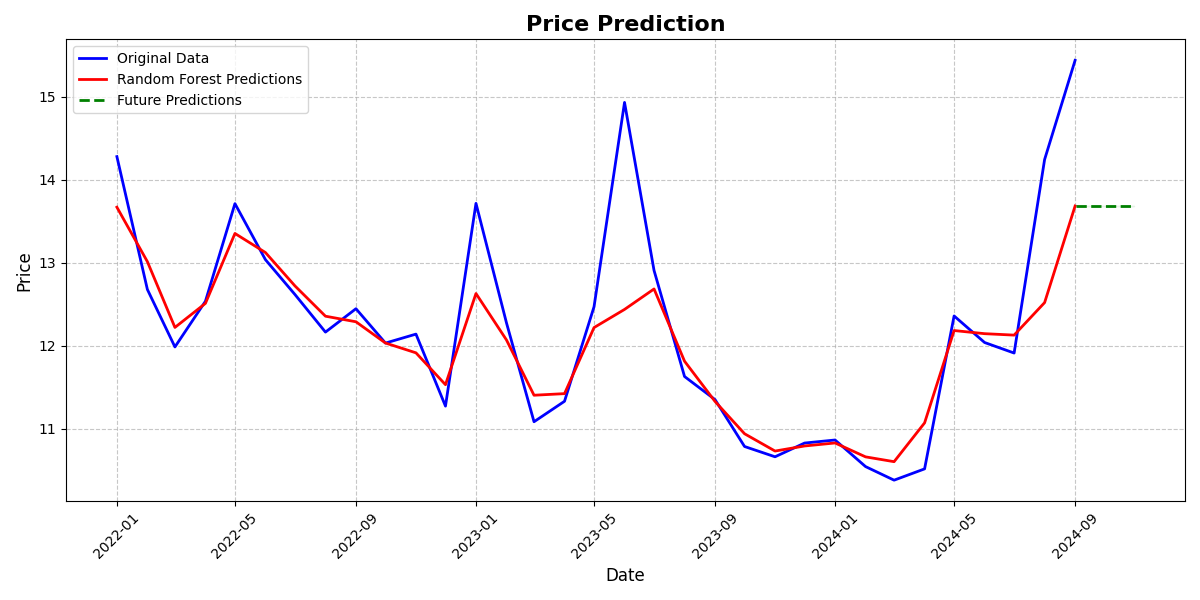 Price Prediction
Original Data
Random Forest Predictions
Future Predictions
Price
15
14
13
12
11
2022-01
2022-05
2022-09
2023-01
2023-05
2023-09
2024-01
2024-05
2024-09
Date